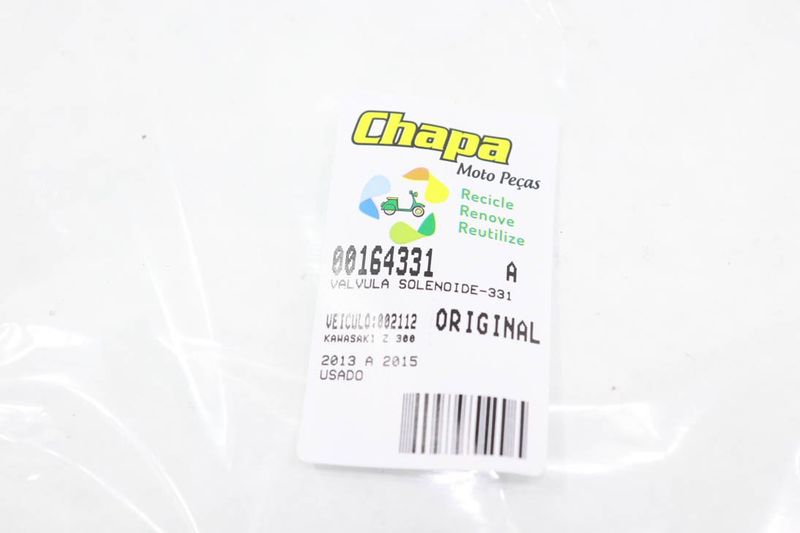 Chapa
Moto Peças
Recicle
Renove
Reutilize
00164331 A
VALVULA SOLENOIDE-331
VEICULO:002112 ORIGINAL
KAWASAKI Z 300
2013 A 2015
USADO